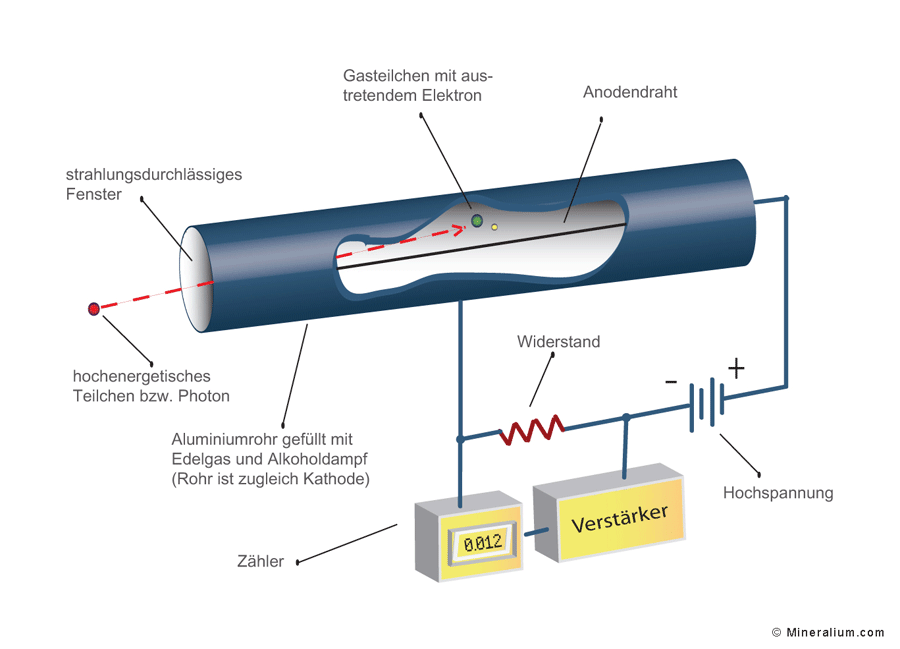 Gasteilchen mit aus-
tretendem Elektron
Anodendraht
strahlungsdurchlässiges
Fenster
hochenergetisches
Teilchen bzw. Photon
Widerstand
- +
Aluminiumrohr gefüllt mit
Edelgas und Alkoholdampf
(Rohr ist zugleich Kathode)
Hochspannung
Verstärker
0.012
Zähler
© Mineralium.com